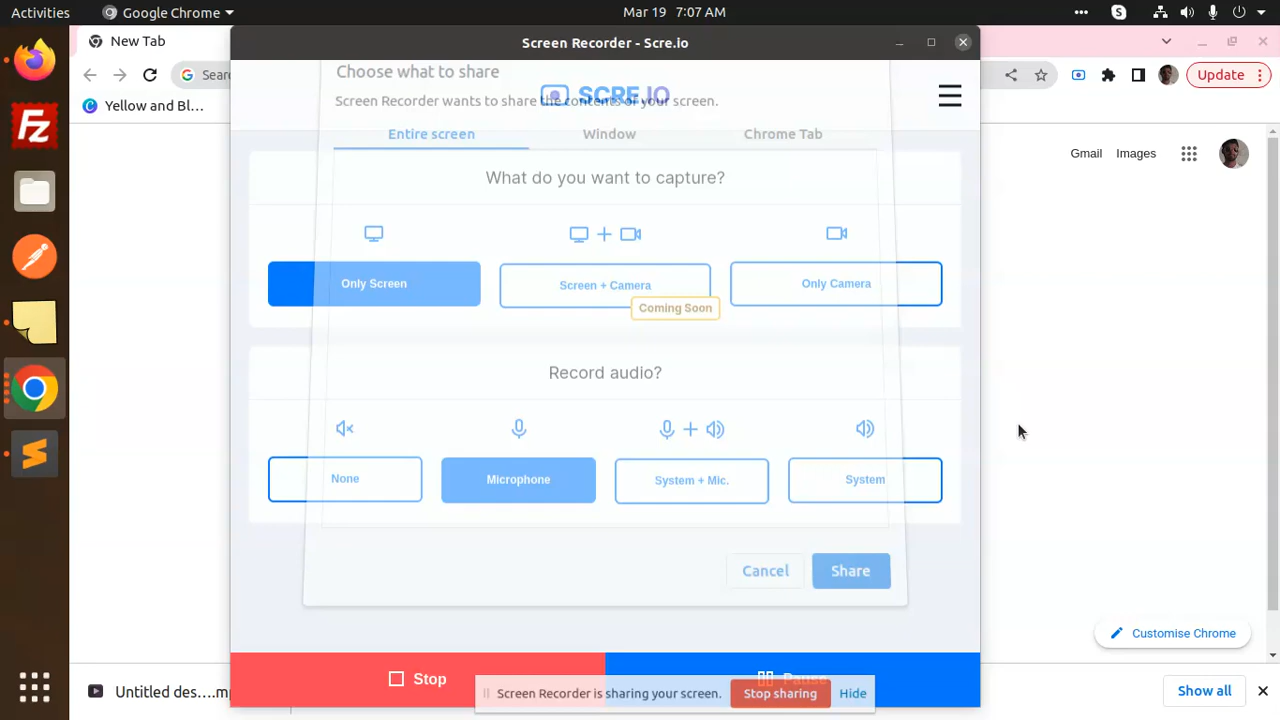 Activities
Google Chrome
Mar 19 7:07 AM
New Tab
Screen Recorder - Scre.io
Sear
Update
Yellow and Bl...
Choose what to share
SCRE.IO
Screen Recorder wants to share the contents of your screen.
Entire screen
Window
Chrome Tab
Gmail
Images
What do you want to capture?
Only Screen
Screen + Camera
Only Camera
Coming Soon
Record audio?
None
Microphone
System + Mic.
System
Cancel
Share
Customise Chrome
Stop
Pause
Screen Recorder is sharing your screen.
Stop sharing
Hide
Untitled des....mp
Show all